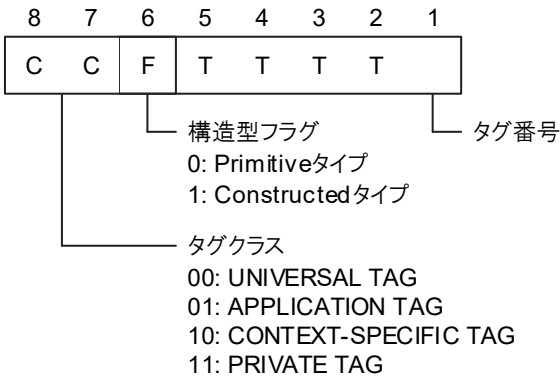 8 7 6 5 4 3 2 1
C C F T T T T
構造型フラグ
タグ番号
0: Primitiveタイプ
1: Constructedタイプ
タグクラス
00: UNIVERSAL TAG
01: APPLICATION TAG
10: CONTEXT-SPECIFIC TAG
11: PRIVATE TAG